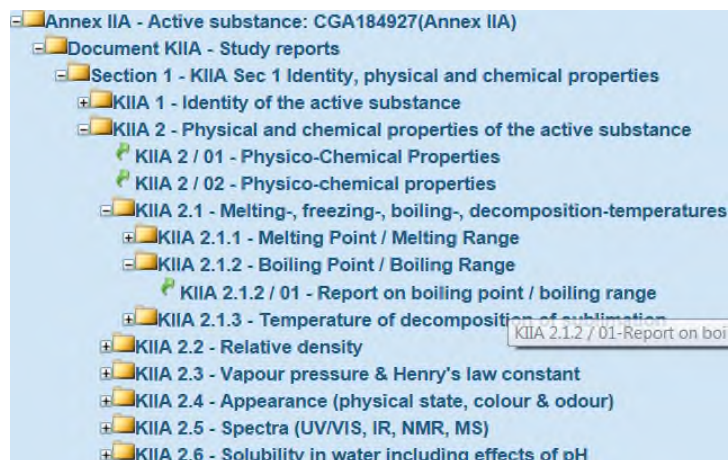 Annex IIA - Active substance: CGA184927(Annex IIA)
Document KIIA - Study reports
Section 1 - KIIA Sec 1 Identity, physical and chemical properties
KIIA 1 - Identity of the active substance
KIIA 2 - Physical and chemical properties of the active substance
KIIA 2 / 01 - Physico-Chemical Properties
KIIA 2 / 02 - Physico-chemical properties
KIIA 2.1 - Melting-, freezing-, boiling-, decomposition-temperatures
KIIA 2.1.1 - Melting Point / Melting Range
KIIA 2.1.2 - Boiling Point / Boiling Range
KIIA 2.1.2 / 01 - Report on boiling point / boiling range
KIIA 2.1.3 - Temperature of decomposition of sublimation
KIIA 2.1.2 / 01-Report on boi
KIIA 2.2 - Relative density
KIIA 2.3 - Vapour pressure & Henry's law constant
KIIA 2.4 - Appearance (physical state, colour & odour)
KIIA 2.5 - Spectra (UV/VIS, IR, NMR, MS)
KIIA 2.6 - Solubility in water including effects of pH